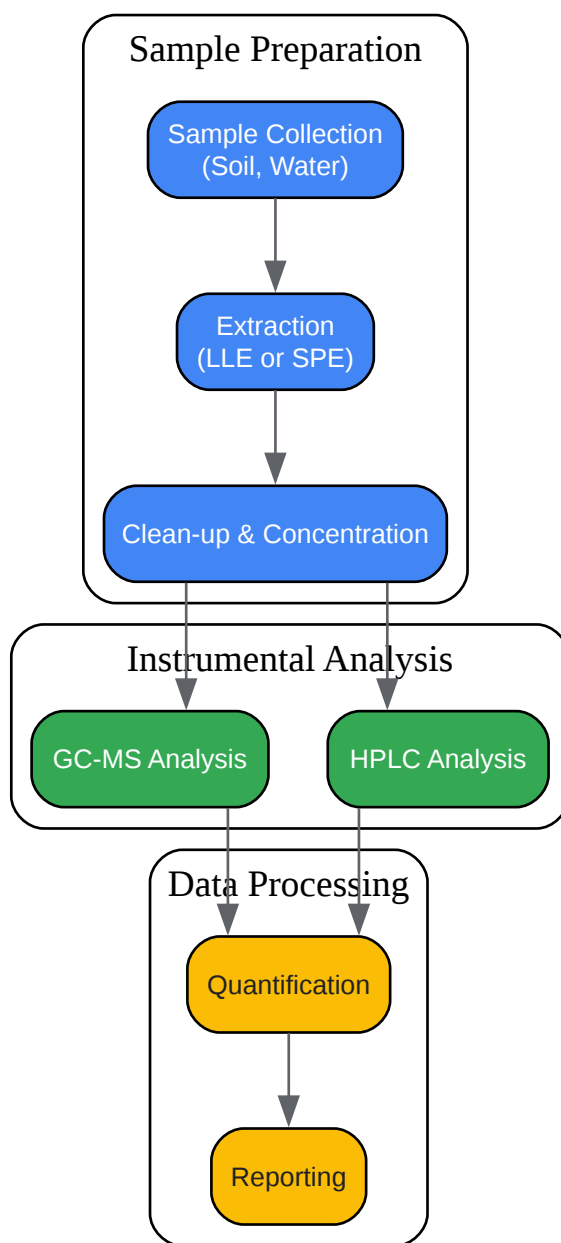 Sample Preparation
Sample Collection
(Soil, Water)
Extraction
(LLE or SPE)
Clean-up & Concentration
Instrumental Analysis
GC-MS Analysis
HPLC Analysis
Data Processing
Quantification
Reporting